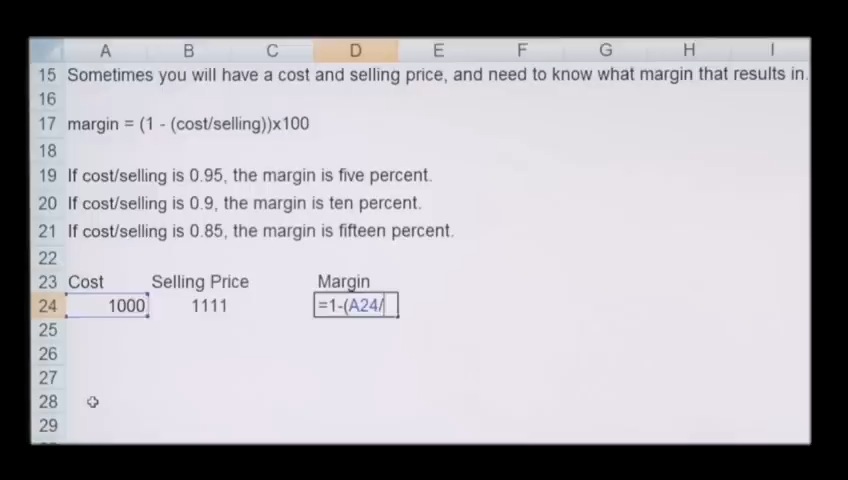 A B C D E F G H I
15 Sometimes you will have a cost and selling price, and need to know what margin that results in.
16
17 margin = (1 - (cost/selling))x100
18
19 If cost/selling is 0.95, the margin is five percent.
20 If cost/selling is 0.9, the margin is ten percent.
21 If cost/selling is 0.85, the margin is fifteen percent.
22
23 Cost Selling Price Margin
24 1000 1111 =1-(A24/
25
26
27
28
29